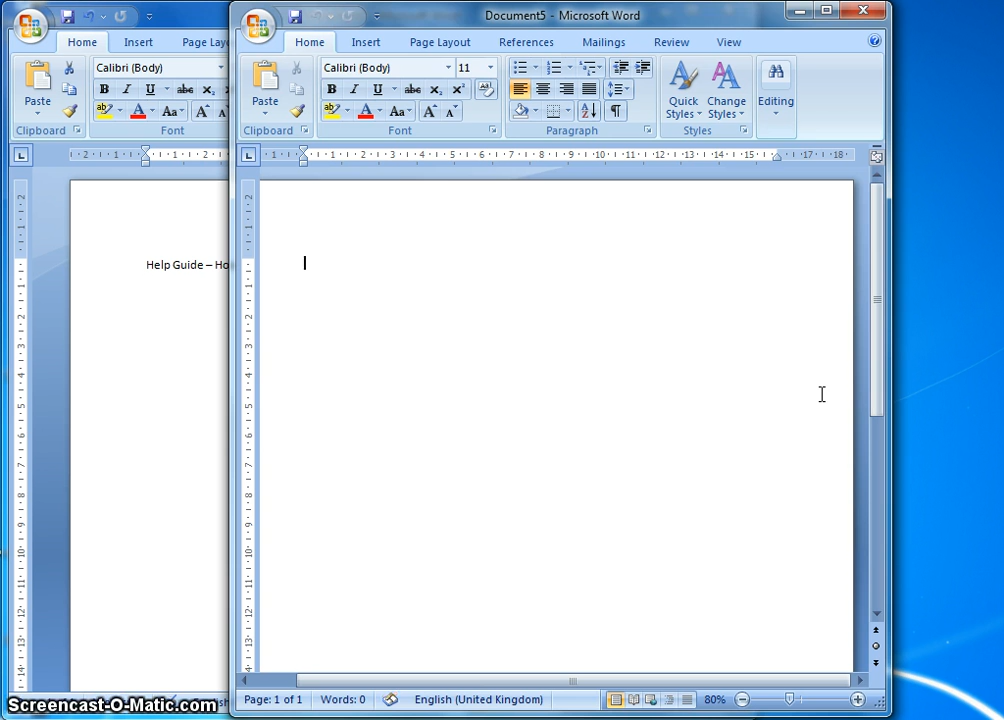 Document5 - Microsoft Word
Home Insert Page Layo
Home Insert Page Layout References Mailings Review View
Calibri (Body)
Calibri (Body) 11
Paste
Paste
Quick Styles
Change Styles
Editing
Clipboard Font
Clipboard Font Paragraph Styles
Help Guide – Ho
Page: 1 of 1 Words: 0 English (United Kingdom) 80%
Screencast-O-Matic.com